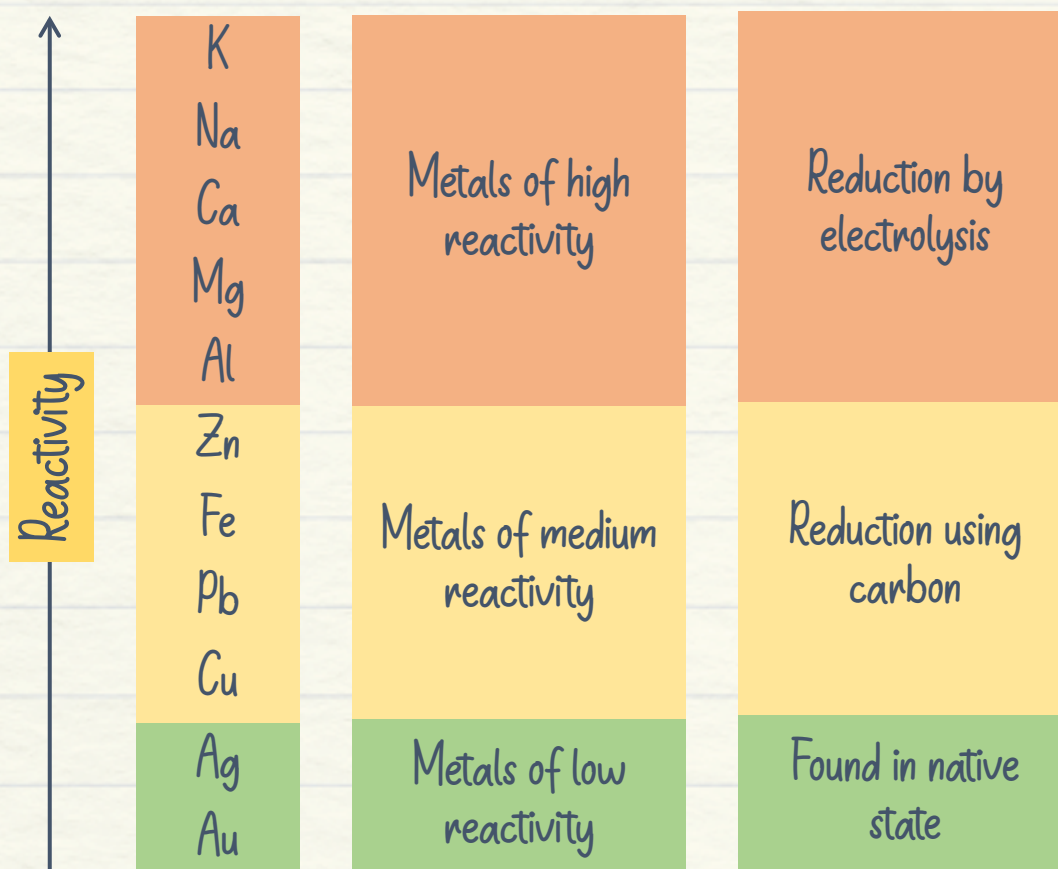 Reactivity
K
Na
Ca
Mg
Al
Zn
Fe
Pb
Cu
Ag
Au
Metals of high
reactivity
Metals of medium
reactivity
Metals of low
reactivity
Reduction by
electrolysis
Reduction using
carbon
Found in native
state